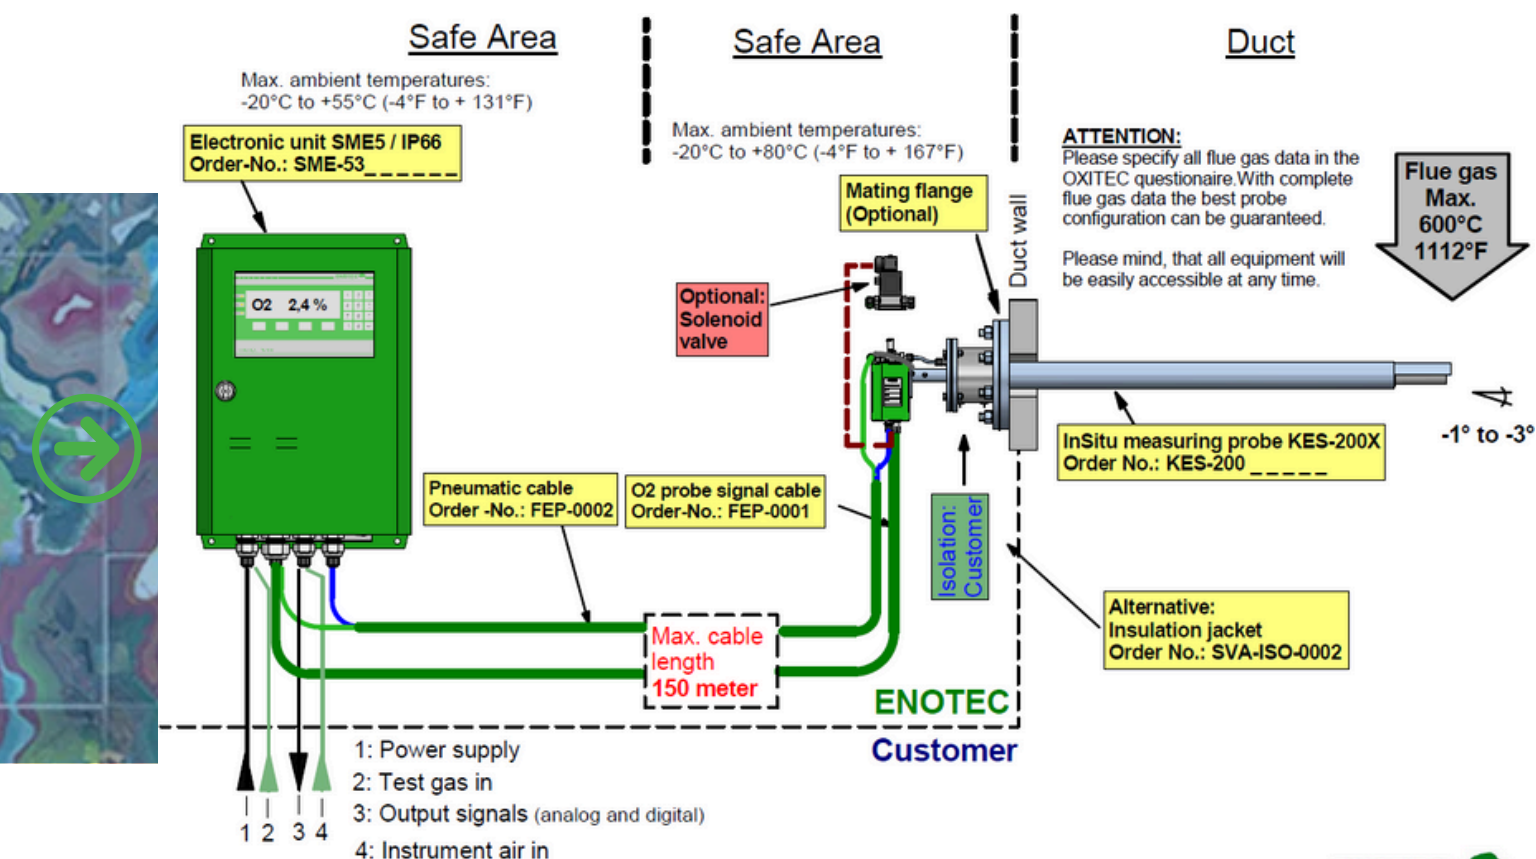 Safe Area
Safe Area
Duct
Max. ambient temperatures:
-20°C to +55°C (-4°F to + 131°F)
Max. ambient temperatures:
-20°C to +80°C (-4°F to + 167°F)
Electronic unit SME5 / IP66
Order-No.: SME-53_ _ _ _ _ _
Mating flange
(Optional)
Duct wall
ATTENTION:
Please specify all flue gas data in the
OXITEC questionaire.With complete
flue gas data the best probe
configuration can be guaranteed.
Please mind, that all equipment will
be easily accessible at any time.
Flue gas
Max.
600°C
1112°F
O2 2,4 %
Optional:
Solenoid
valve
InSitu measuring probe KES-200X
Order No.: KES-200 _ _ _ _ _
-1° to -3°
Pneumatic cable
Order -No.: FEP-0002
O2 probe signal cable
Order-No.: FEP-0001
Isolation:
Customer
Alternative:
Insulation jacket
Order No.: SVA-ISO-0002
Max. cable
length
150 meter
ENOTEC
Customer
1: Power supply
2: Test gas in
3: Output signals (analog and digital)
4: Instrument air in
1 2 3 4